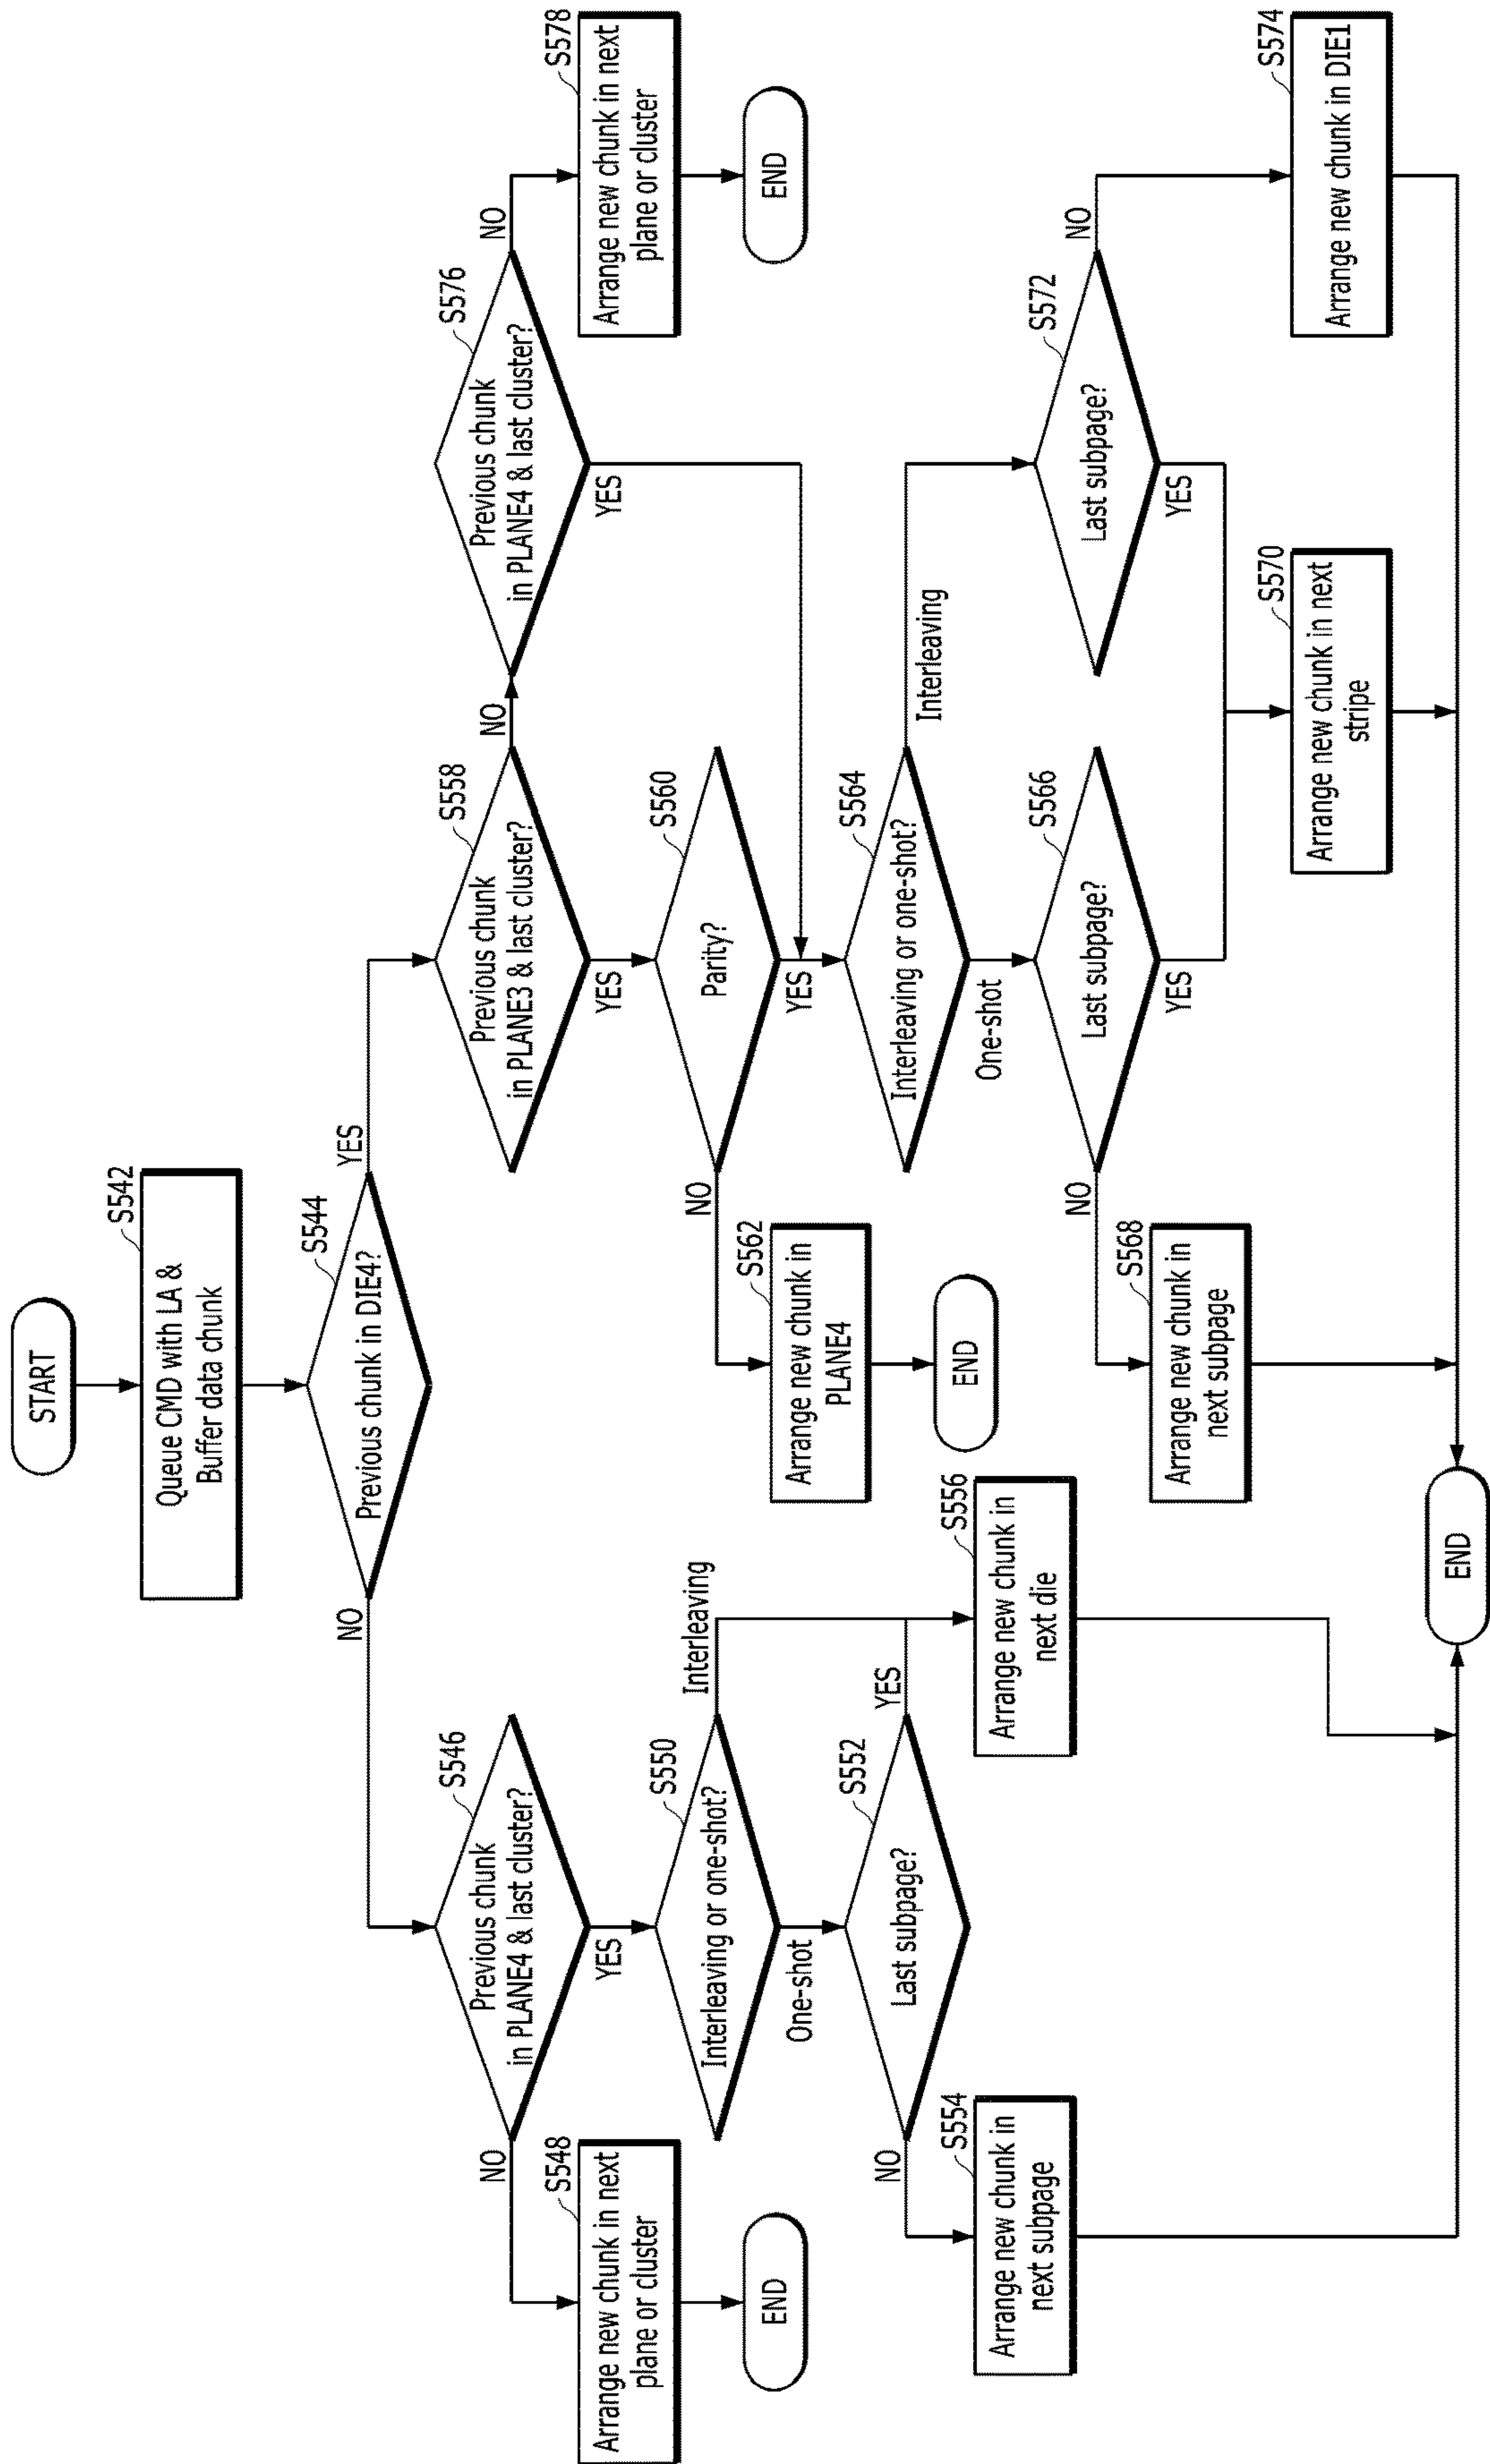 START
S542
Queue CMD with LA &
Buffer data chunk
S544
Previous chunk in DIE4?
NO
YES
S546
Previous chunk
in PLANE4 & last cluster?
NO
YES
S548
Arrange new chunk in next
plane or cluster
END
S550
Interleaving or one-shot?
Interleaving
One-shot
S552
Last subpage?
NO
YES
S554
Arrange new chunk in
next subpage
S556
Arrange new chunk in
next die
S558
Previous chunk
in PLANE3 & last cluster?
NO
YES
S560
Parity?
NO
YES
S562
Arrange new chunk in
PLANE4
END
S564
Interleaving or one-shot?
Interleaving
One-shot
S566
Last subpage?
NO
YES
S568
Arrange new chunk in
next subpage
S570
Arrange new chunk in next
stripe
S572
Last subpage?
NO
YES
S574
Arrange new chunk in DIE1
S576
Previous chunk
in PLANE4 & last cluster?
NO
YES
S578
Arrange new chunk in next
plane or cluster
END
END